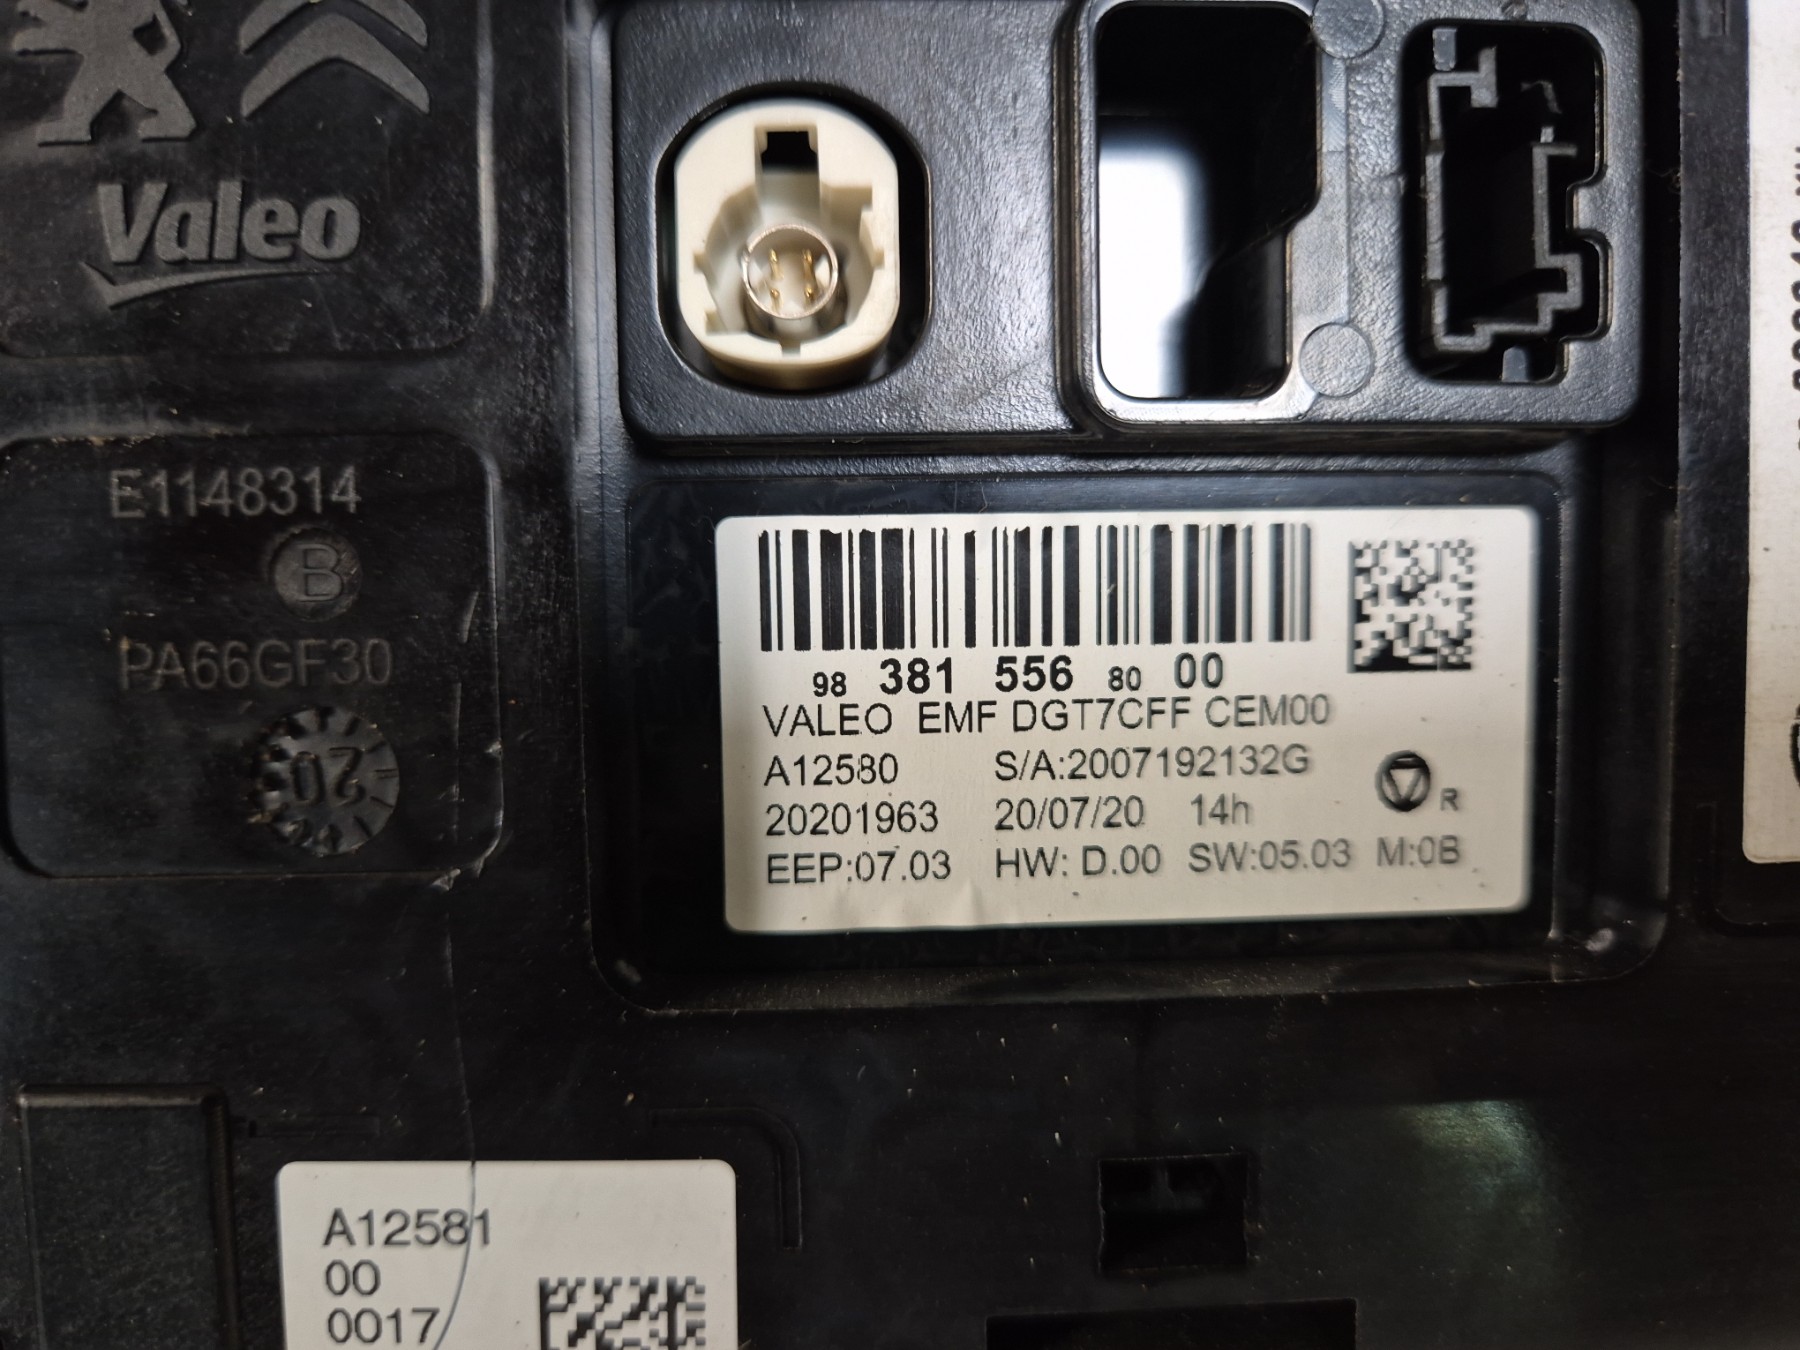 Valeo
E1148314
B
PA66GF30
20
98 381 556 80 00
VALEO EMF DGT7CFF CEM00
A12580 S/A:2007192132G
20201963 20/07/20 14h R
EEP:07.03 HW: D.00 SW:05.03 M:0B
A12581
00
0017